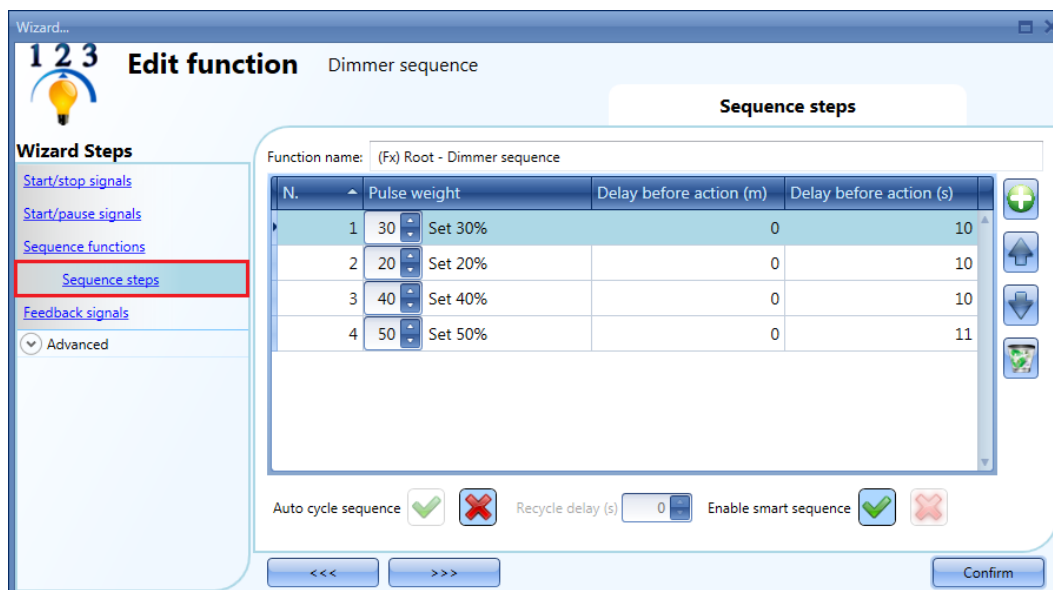 Wizard...
1 2 3
Edit function Dimmer sequence
Sequence steps
Wizard Steps
Start/stop signals
Start/pause signals
Sequence functions
Sequence steps
Feedback signals
Advanced
Function name: (Fx) Root - Dimmer sequence
N. Pulse weight Delay before action (m) Delay before action (s)
1 30 Set 30% 0 10
2 20 Set 20% 0 10
3 40 Set 40% 0 10
4 50 Set 50% 0 11
Auto cycle sequence Recycle delay (s) 0 Enable smart sequence
<<< >>> Confirm